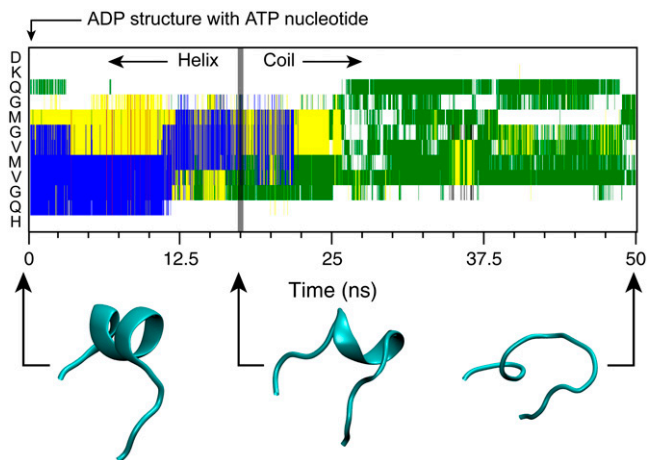 ADP structure with ATP nucleotide
Helix Coil
D
K
Q
G
M
G
V
M
V
G
Q
H
0 12.5 25 37.5 50
Time (ns)